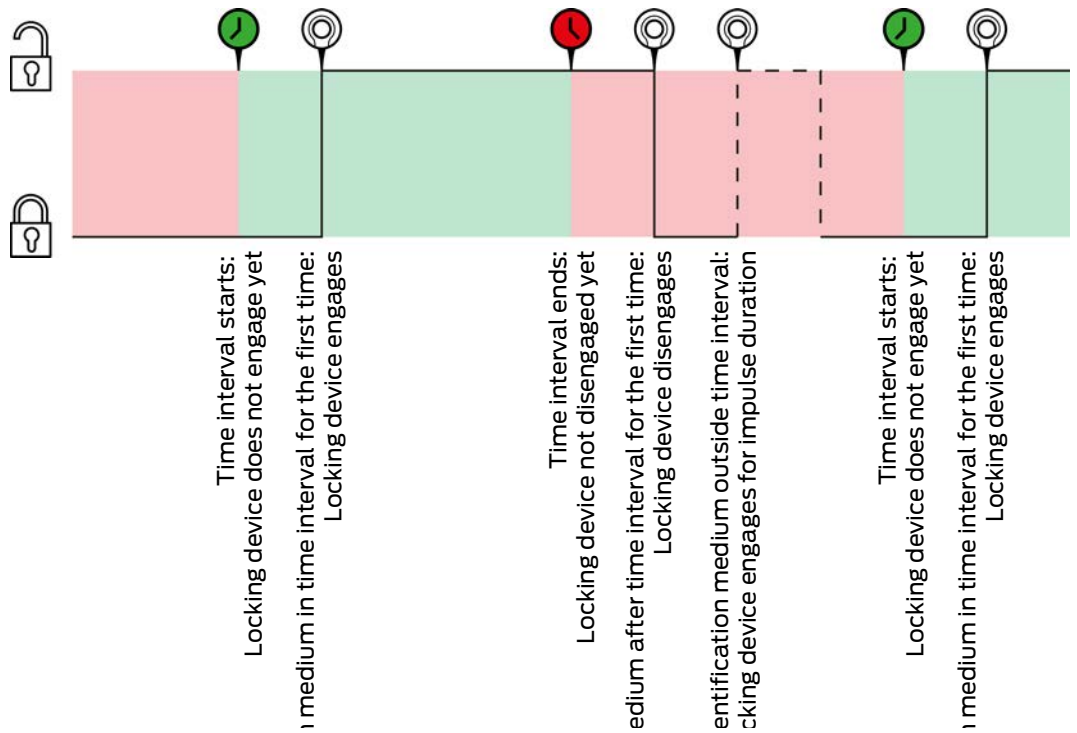 Time interval starts:
Locking device does not engage yet
medium in time interval for the first time:
Locking device engages
Time interval ends:
Locking device not disengaged yet
after time interval for the first time:
Locking device disengages
medium outside time interval:
device engages for impulse duration
Time interval starts:
Locking device does not engage yet
medium in time interval for the first time:
Locking device engages